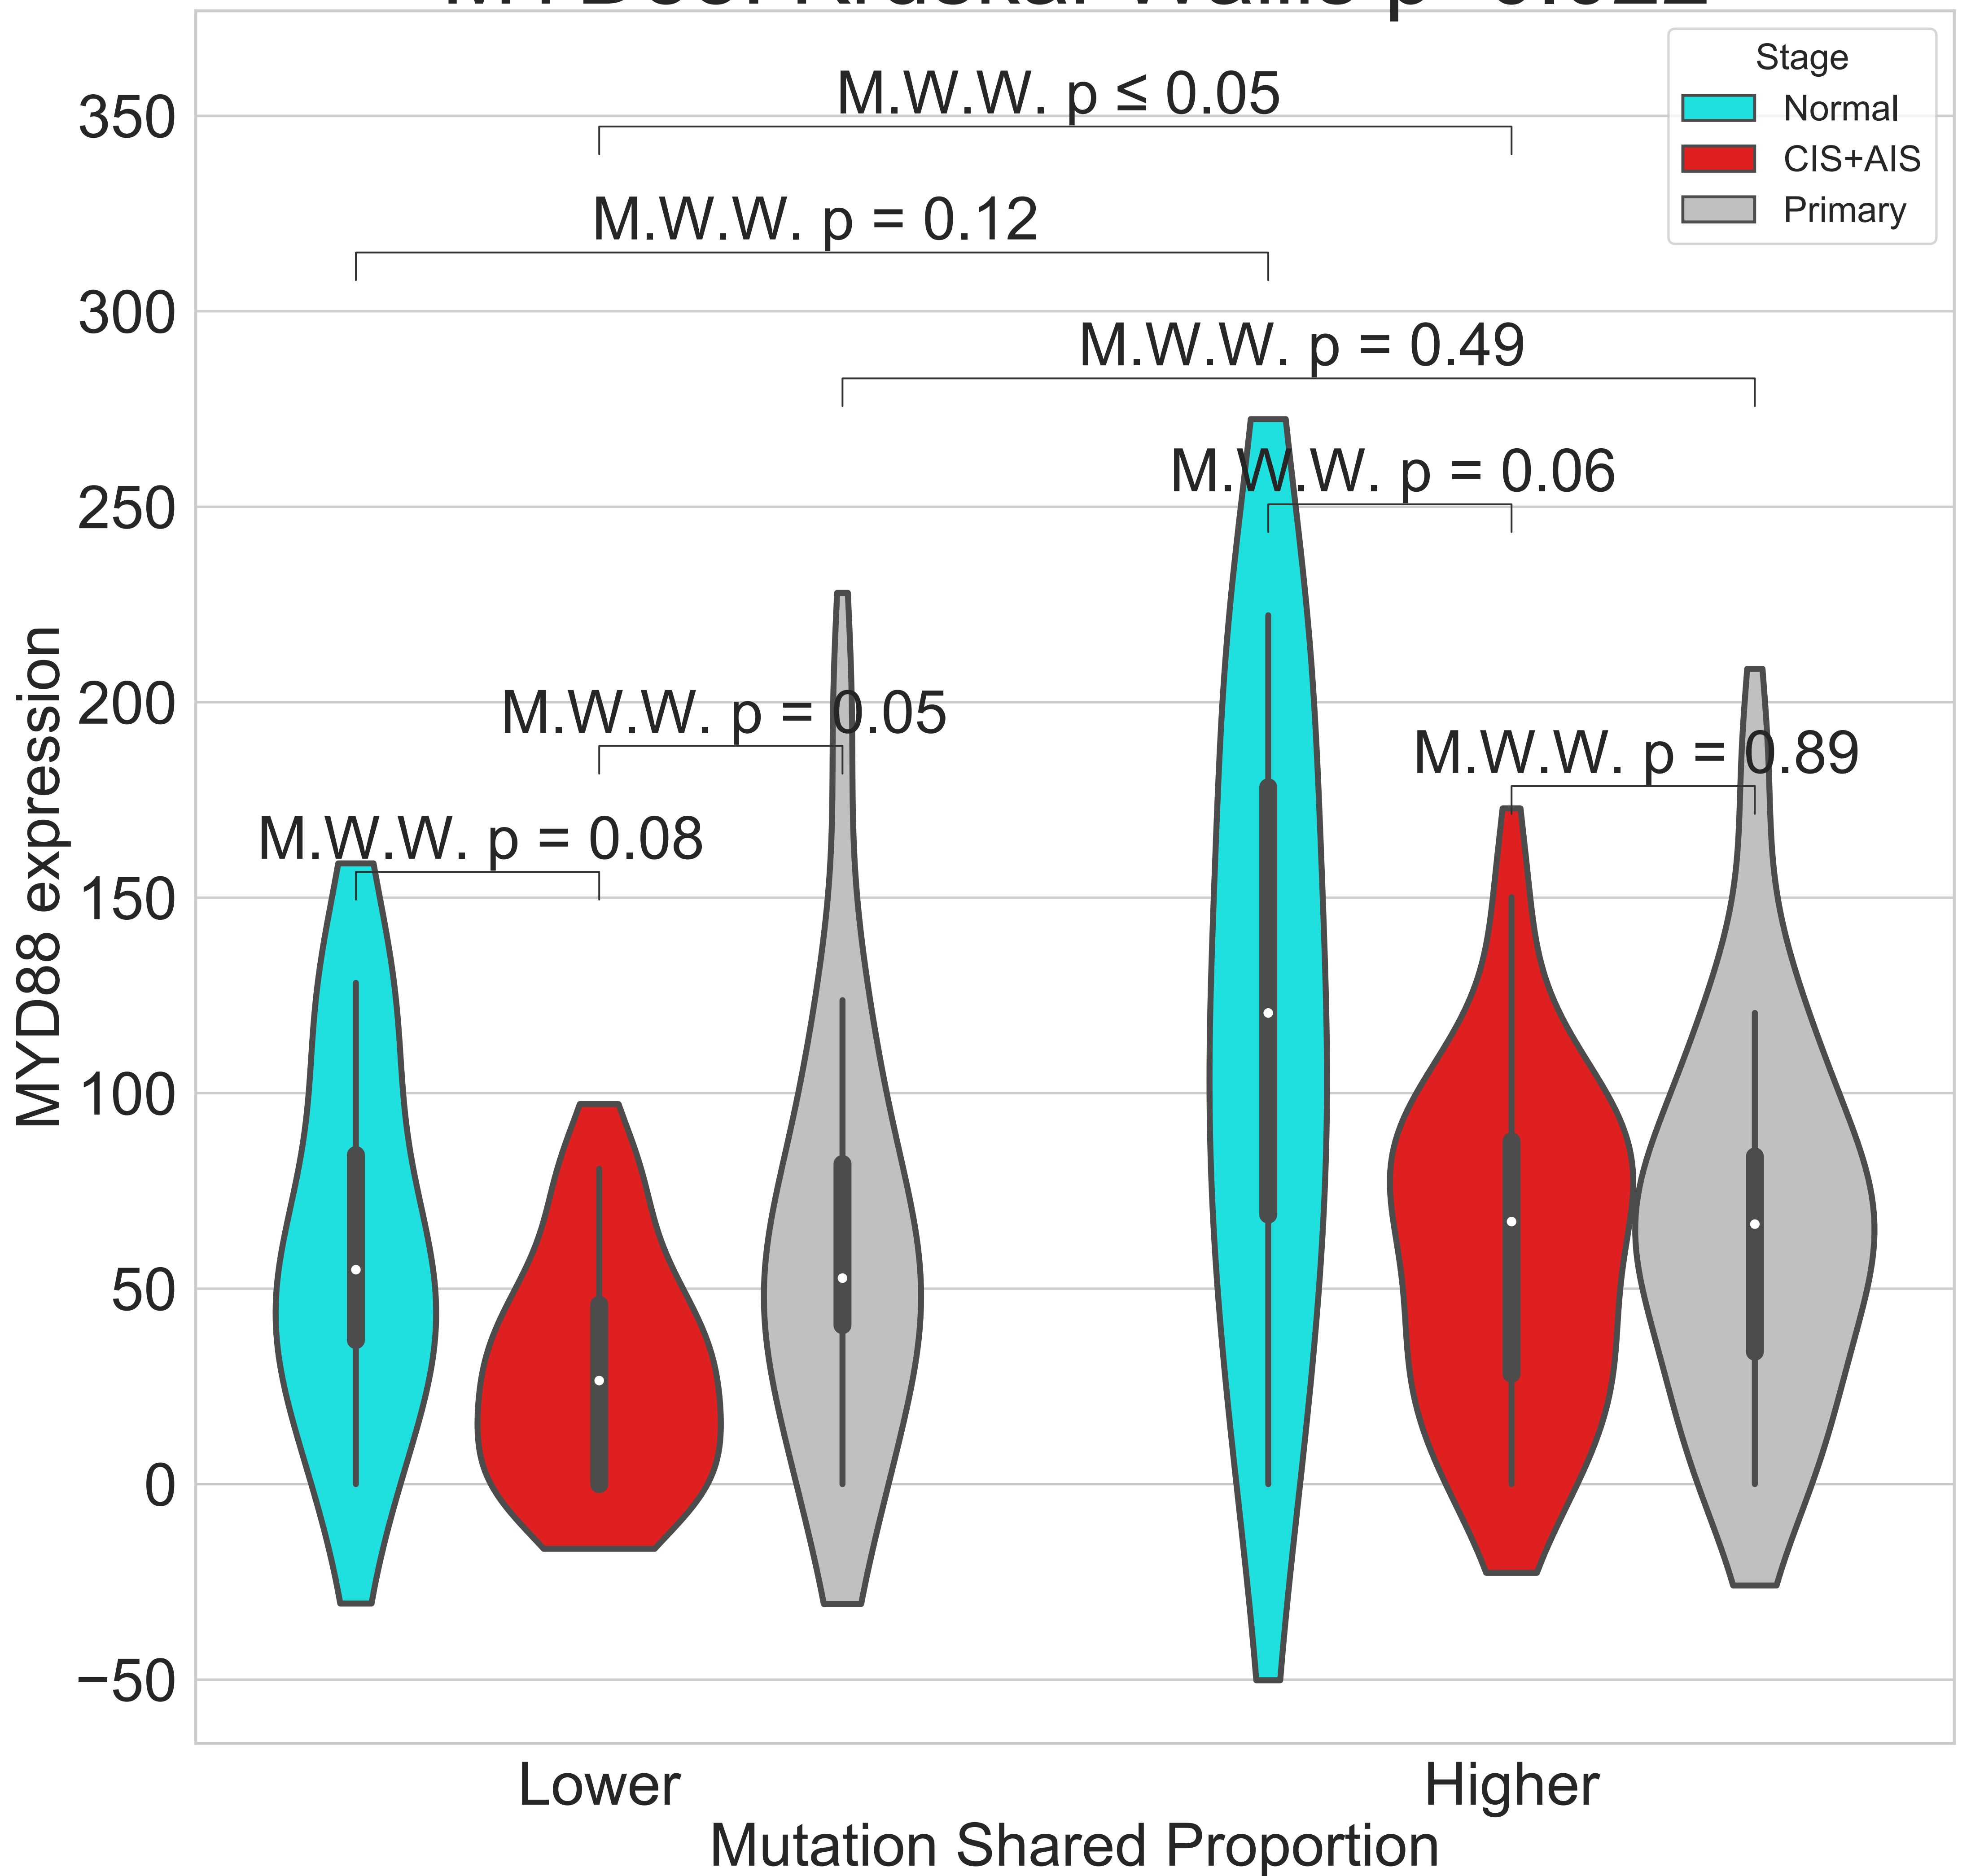 Stage
Normal
CIS+AIS
Primary
M.W.W. p ≤ 0.05
M.W.W. p = 0.12
M.W.W. p = 0.49
M.W.W. p = 0.06
M.W.W. p = 0.05
M.W.W. p = 0.89
M.W.W. p = 0.08
MYD88 expression
350
300
250
200
150
100
50
0
−50
Lower
Higher
Mutation Shared Proportion